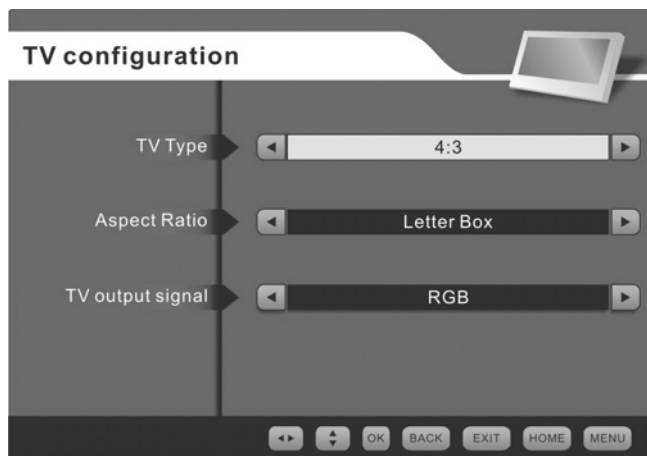 TV configuration
TV Type
4:3
Aspect Ratio
Letter Box
TV output signal
RGB
OK BACK EXIT HOME MENU